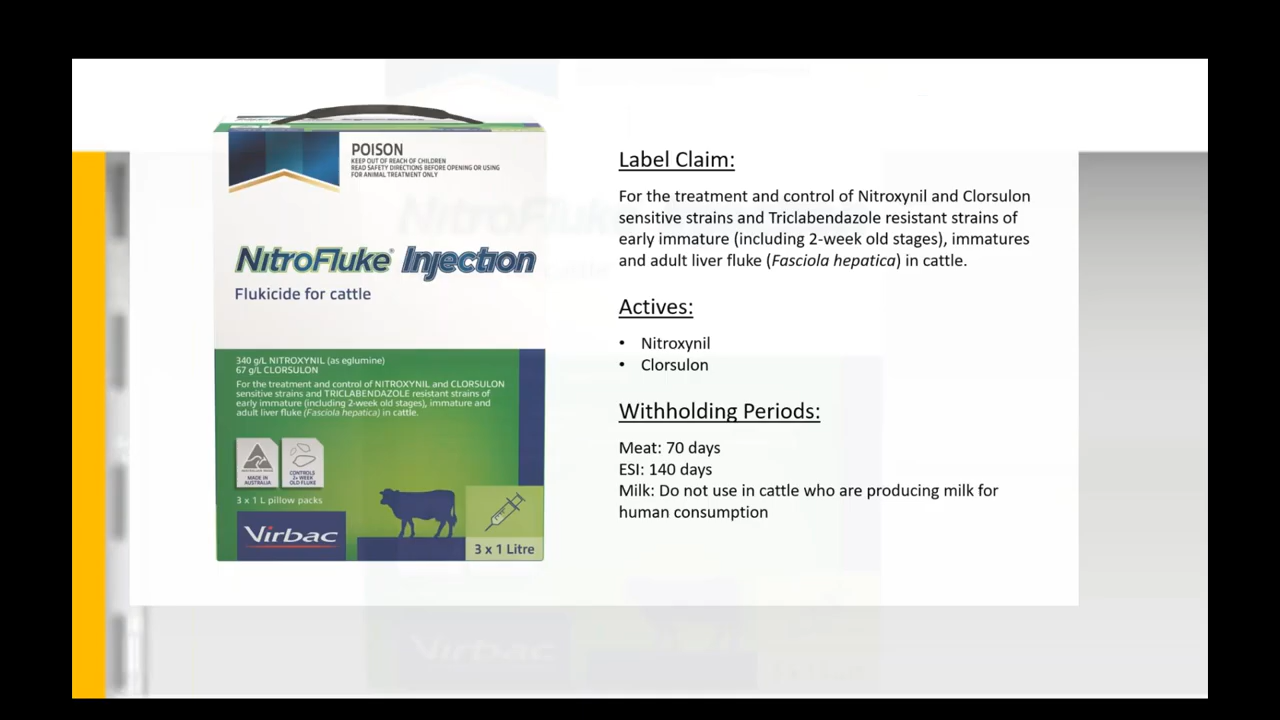 POISON
KEEP OUT OF REACH OF CHILDREN
READ SAFETY DIRECTIONS BEFORE OPENING OR USING
FOR ANIMAL TREATMENT ONLY
NitroFluke® Injection
Flukicide for cattle
340 g/L NITROXYNIL (as eglumine)
67 g/L CLORSULON
For the treatment and control of NITROXYNIL and CLORSULON
sensitive strains and TRICLABENDAZOLE resistant strains of
early immature (including 2-week old stages), immature and
adult liver fluke (Fasciola hepatica) in cattle.
MADE IN
AUSTRALIA
CONTROLS
2+ WEEK
OLD FLUKE
3 x 1 L pillow packs
Virbac
3 x 1 Litre
Label Claim:
For the treatment and control of Nitroxynil and Clorsulon
sensitive strains and Triclabendazole resistant strains of
early immature (including 2-week old stages), immatures
and adult liver fluke (Fasciola hepatica) in cattle.
Actives:
• Nitroxynil
• Clorsulon
Withholding Periods:
Meat: 70 days
ESI: 140 days
Milk: Do not use in cattle who are producing milk for
human consumption